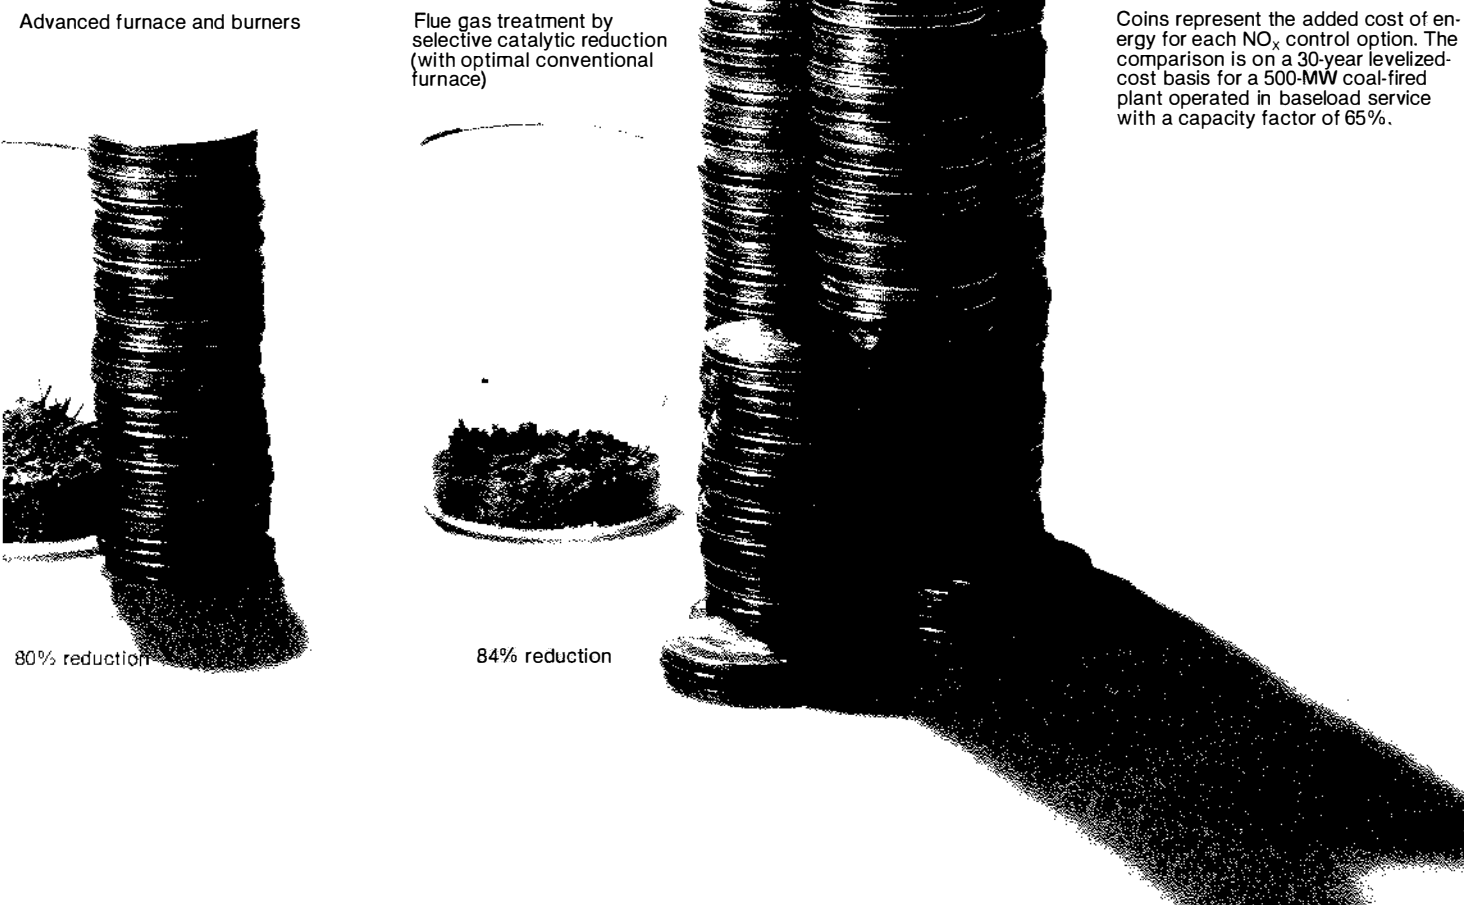 Advanced furnace and burners
Flue gas treatment by
selective catalytic reduction
(with optimal conventional
furnace)
Coins represent the added cost of en-
ergy for each NOx control option. The
comparison is on a 30-year levelized-
cost basis for a 500-MW coal-fired
plant operated in baseload service
with a capacity factor of 65%.
80% reduction
84% reduction